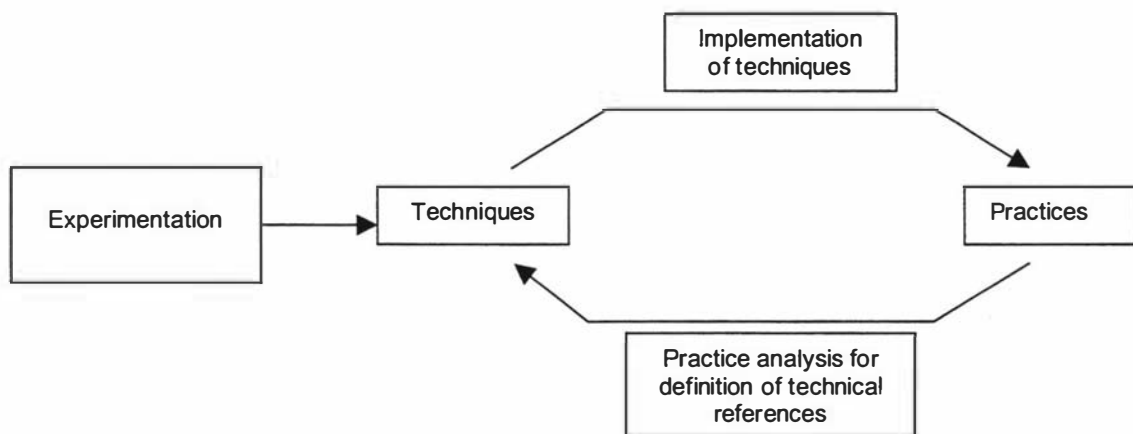 Implementation
of techniques
Experimentation
Techniques
Practices
Practice analysis for
definition of technical
references